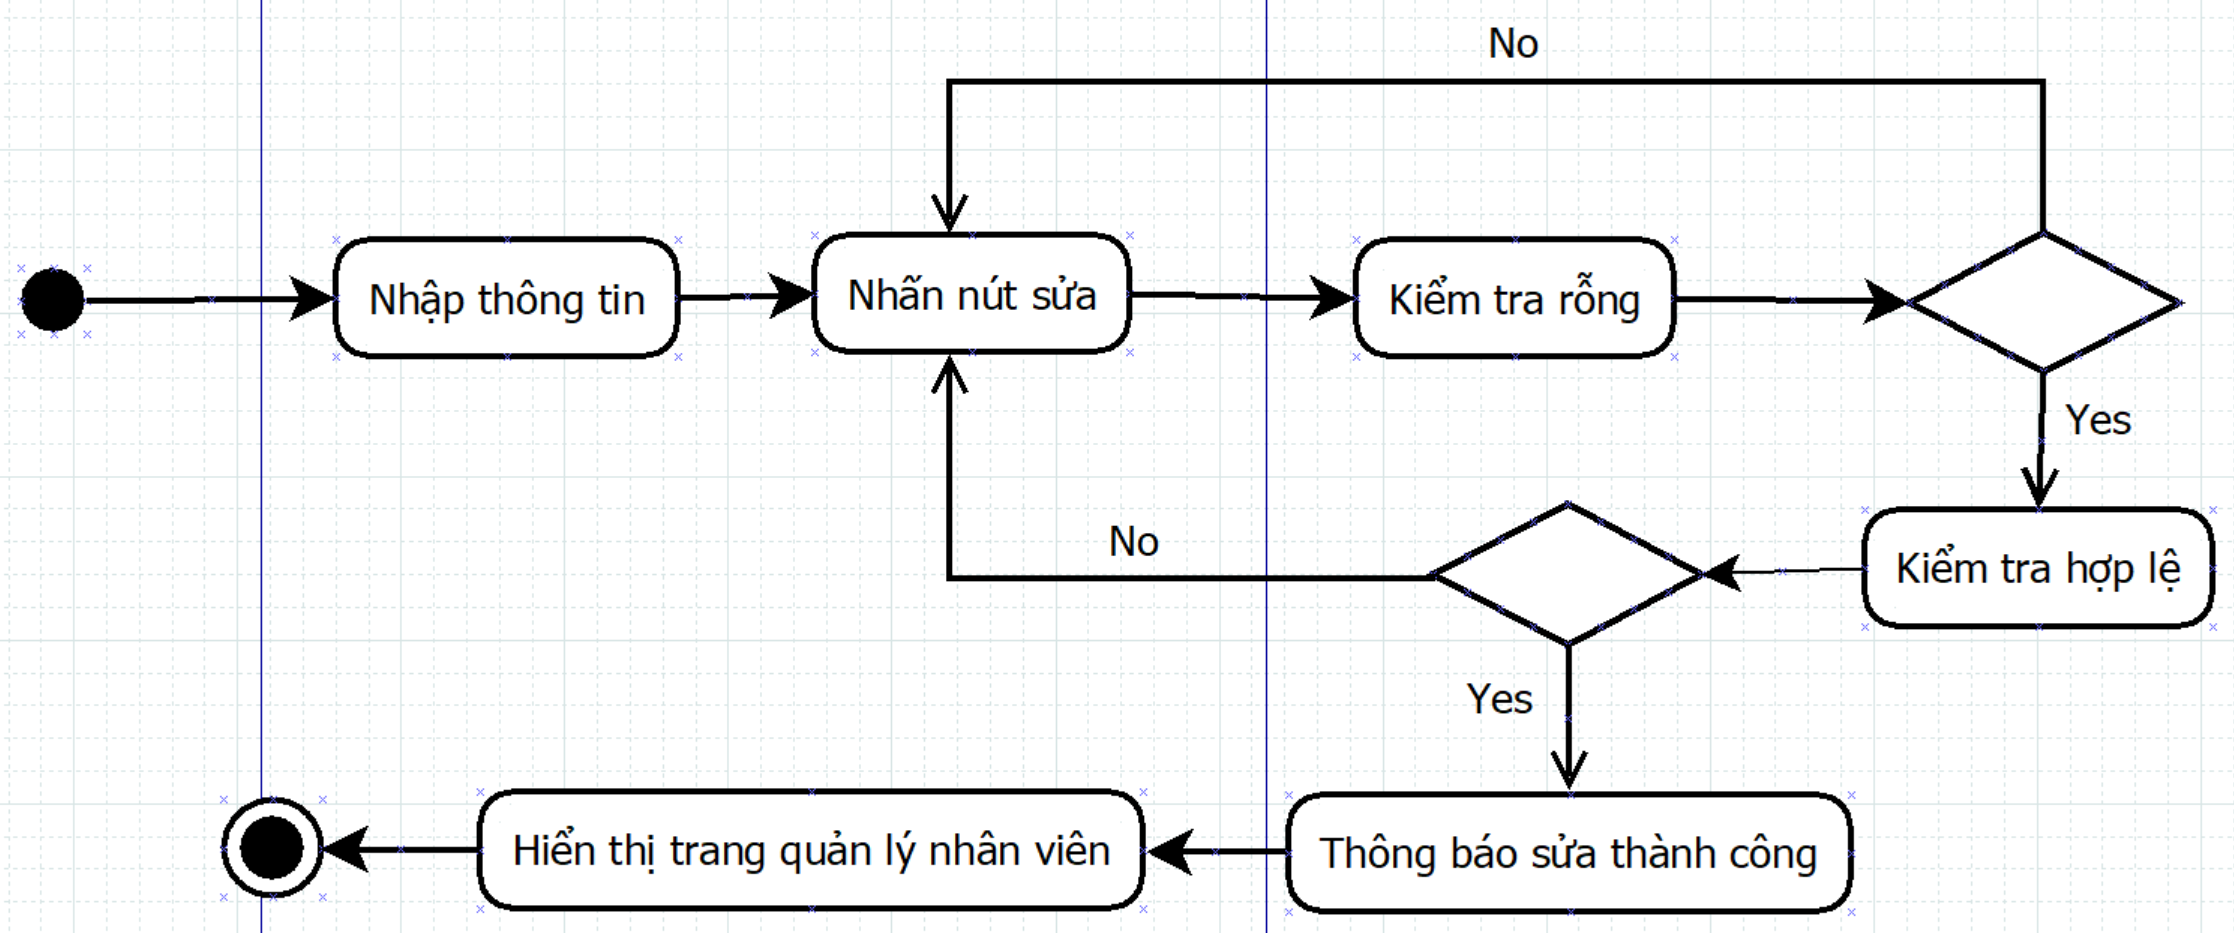 No
Nhập thông tin
Nhấn nút sửa
Kiểm tra rỗng
Yes
No
Kiểm tra hợp lệ
Yes
Hiển thị trang quản lý nhân viên
Thông báo sửa thành công